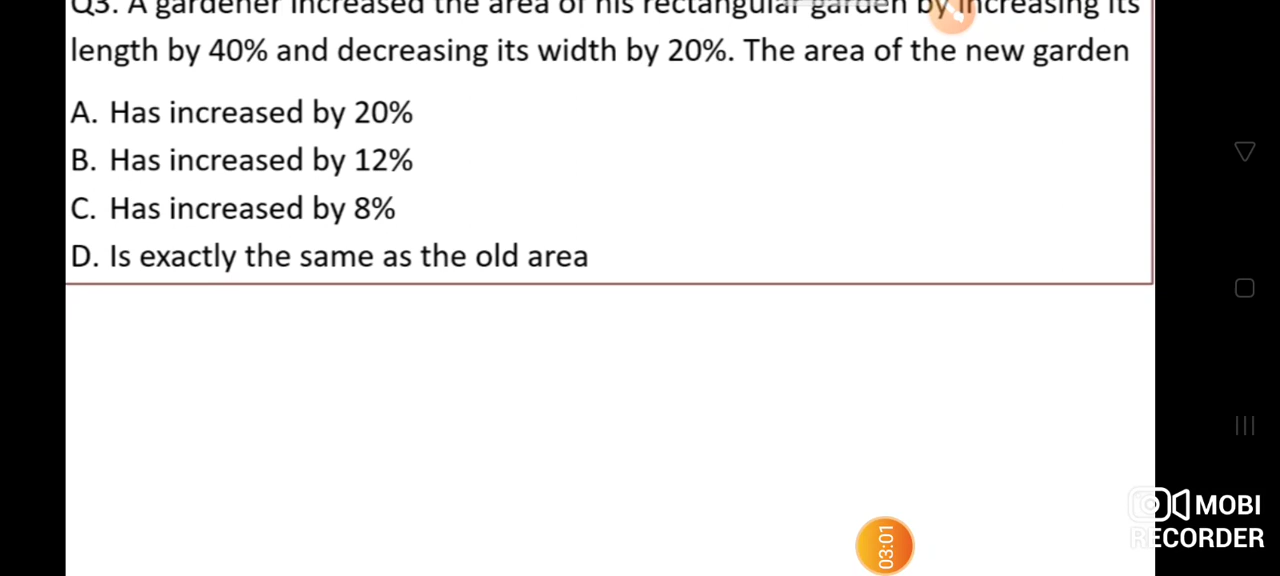 Q3. A gardener increased the area of his rectangular garden by increasing its
length by 40% and decreasing its width by 20%. The area of the new garden
A. Has increased by 20%
B. Has increased by 12%
C. Has increased by 8%
D. Is exactly the same as the old area
MOBI
RECORDER
03:01